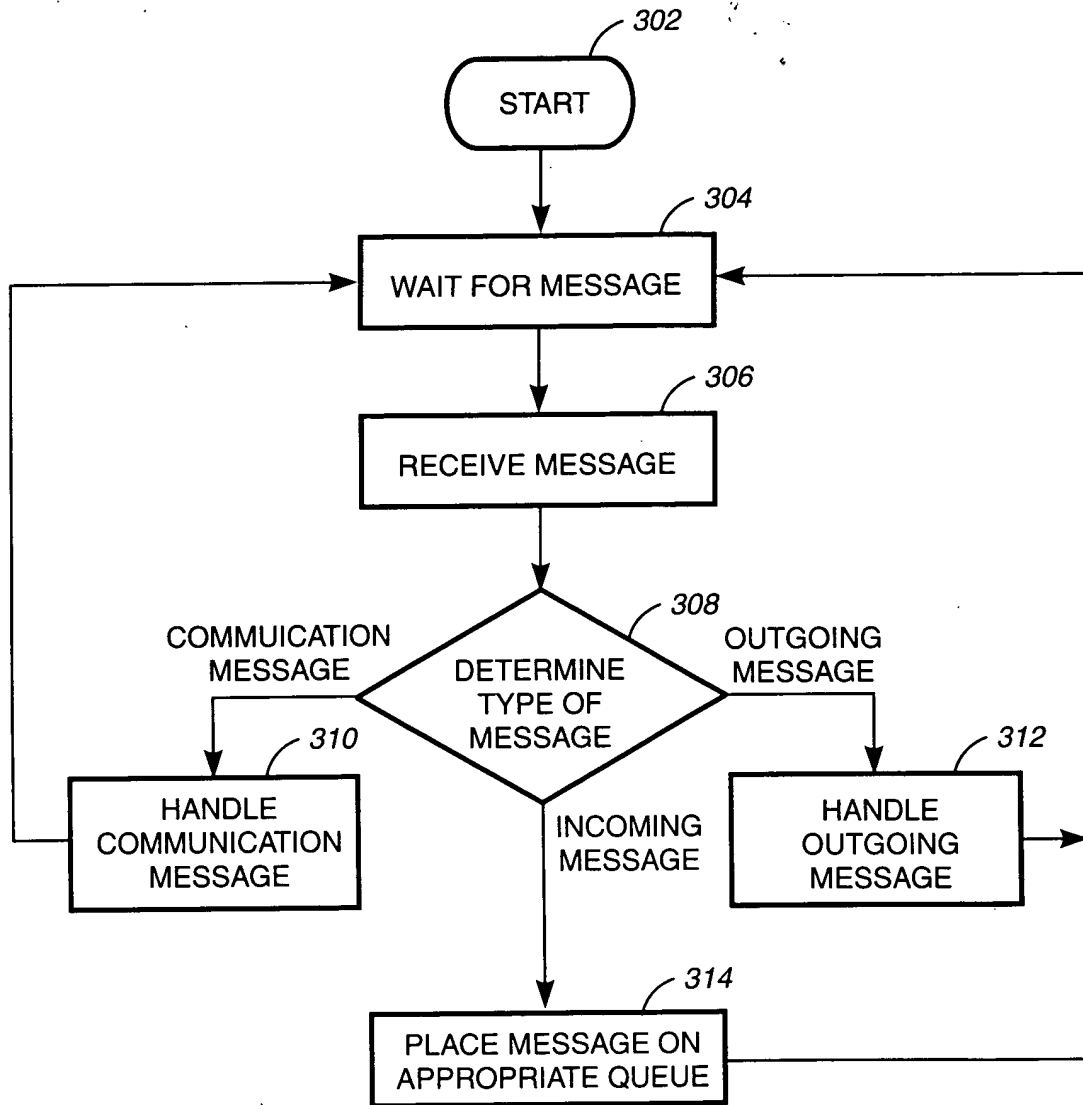 302
START
304
WAIT FOR MESSAGE
306
RECEIVE MESSAGE
308
COMMUICATION
MESSAGE
DETERMINE
TYPE OF
MESSAGE
OUTGOING
MESSAGE
310
HANDLE
COMMUNICATION
MESSAGE
INCOMING
MESSAGE
312
HANDLE
OUTGOING
MESSAGE
314
PLACE MESSAGE ON
APPROPRIATE QUEUE